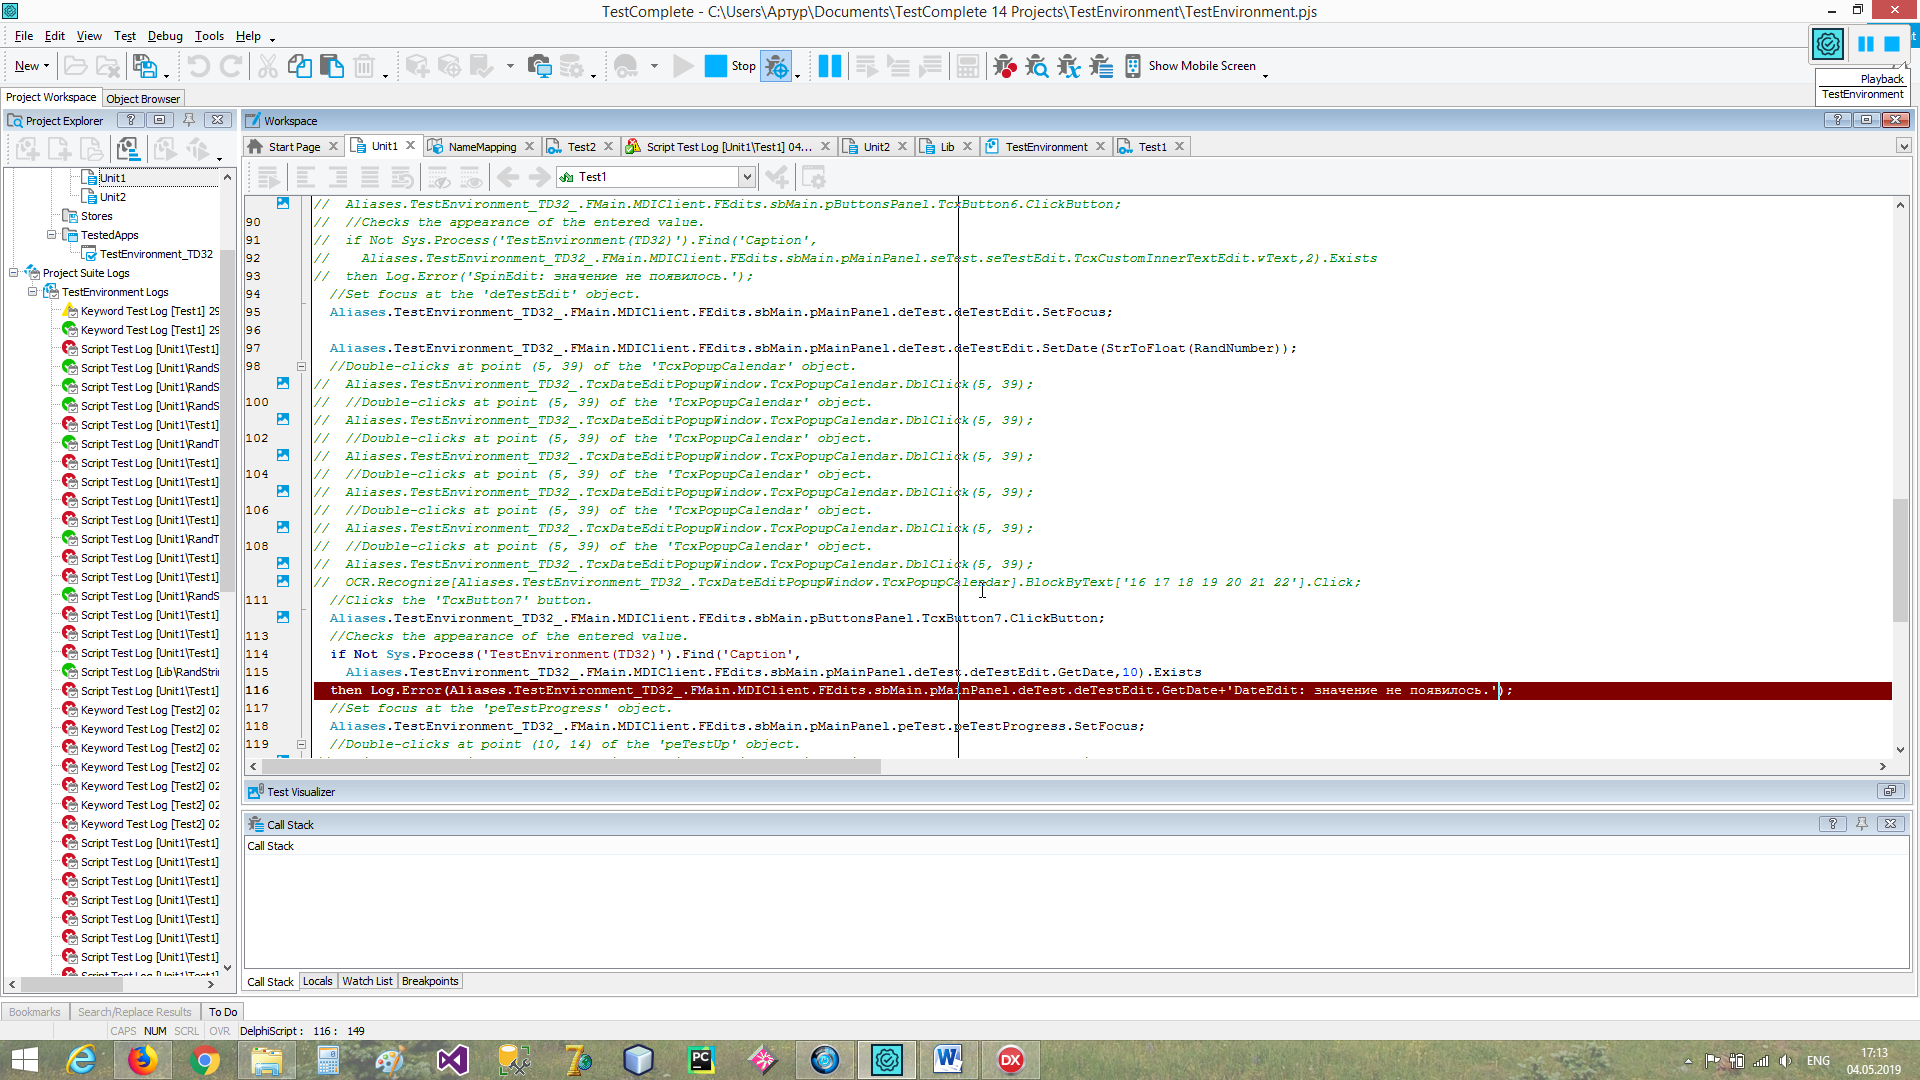 TestComplete - C:\Users\Артур\Documents\TestComplete 14 Projects\TestEnvironment\TestEnvironment.pjs
File Edit View Test Debug Tools Help
New
Stop
Show Mobile Screen
Playback
TestEnvironment
Project Workspace Object Browser
Project Explorer
Unit1
Unit2
Stores
TestedApps
TestEnvironment_TD32
Project Suite Logs
TestEnvironment Logs
Keyword Test Log [Test1] 29
Keyword Test Log [Test1] 29
Script Test Log [Unit1\Test1]
Script Test Log [Unit1\RandS
Script Test Log [Unit1\RandS
Script Test Log [Unit1\RandS
Script Test Log [Unit1\Test1]
Script Test Log [Unit1\RandT
Script Test Log [Unit1\Test1]
Script Test Log [Unit1\Test1]
Script Test Log [Unit1\Test1]
Script Test Log [Unit1\Test1]
Script Test Log [Unit1\RandT
Script Test Log [Unit1\Test1]
Script Test Log [Unit1\Test1]
Script Test Log [Unit1\RandS
Script Test Log [Unit1\Test1]
Script Test Log [Unit1\Test1]
Script Test Log [Unit1\Test1]
Script Test Log [Lib\RandStri
Script Test Log [Unit1\Test1]
Keyword Test Log [Test2] 02
Keyword Test Log [Test2] 02
Keyword Test Log [Test2] 02
Keyword Test Log [Test2] 02
Keyword Test Log [Test2] 02
Keyword Test Log [Test2] 02
Keyword Test Log [Test2] 02
Script Test Log [Unit1\Test1]
Script Test Log [Unit1\Test1]
Script Test Log [Unit1\Test1]
Script Test Log [Unit1\Test1]
Script Test Log [Unit1\Test1]
Script Test Log [Unit1\Test1]
Script Test Log [Unit1\Test1]
Script Test Log [Unit1\Test1]
Workspace
Start Page Unit1 NameMapping Test2 Script Test Log [Unit1\Test1] 04... Unit2 Lib TestEnvironment Test1
Test1
// Aliases.TestEnvironment_TD32_.FMain.MDIClient.FEdits.sbMain.pButtonsPanel.TcxButton6.ClickButton;
90 // //Checks the appearance of the entered value.
91 // if Not Sys.Process('TestEnvironment(TD32)').Find('Caption',
92 // Aliases.TestEnvironment_TD32_.FMain.MDIClient.FEdits.sbMain.pMainPanel.seTest.seTestEdit.TcxCustomInnerTextEdit.wText,2).Exists
93 // then Log.Error('SpinEdit: значение не появилось.');
94 //Set focus at the 'deTestEdit' object.
95 Aliases.TestEnvironment_TD32_.FMain.MDIClient.FEdits.sbMain.pMainPanel.deTest.deTestEdit.SetFocus;
96
97 Aliases.TestEnvironment_TD32_.FMain.MDIClient.FEdits.sbMain.pMainPanel.deTest.deTestEdit.SetDate(StrToFloat(RandNumber));
98 //Double-clicks at point (5, 39) of the 'TcxPopupCalendar' object.
// Aliases.TestEnvironment_TD32_.TcxDateEditPopupWindow.TcxPopupCalendar.DblClick(5, 39);
100 // //Double-clicks at point (5, 39) of the 'TcxPopupCalendar' object.
// Aliases.TestEnvironment_TD32_.TcxDateEditPopupWindow.TcxPopupCalendar.DblClick(5, 39);
102 // //Double-clicks at point (5, 39) of the 'TcxPopupCalendar' object.
// Aliases.TestEnvironment_TD32_.TcxDateEditPopupWindow.TcxPopupCalendar.DblClick(5, 39);
104 // //Double-clicks at point (5, 39) of the 'TcxPopupCalendar' object.
// Aliases.TestEnvironment_TD32_.TcxDateEditPopupWindow.TcxPopupCalendar.DblClick(5, 39);
106 // //Double-clicks at point (5, 39) of the 'TcxPopupCalendar' object.
// Aliases.TestEnvironment_TD32_.TcxDateEditPopupWindow.TcxPopupCalendar.DblClick(5, 39);
108 // //Double-clicks at point (5, 39) of the 'TcxPopupCalendar' object.
// Aliases.TestEnvironment_TD32_.TcxDateEditPopupWindow.TcxPopupCalendar.DblClick(5, 39);
// OCR.Recognize[Aliases.TestEnvironment_TD32_.TcxDateEditPopupWindow.TcxPopupCalendar].BlockByText['16 17 18 19 20 21 22'].Click;
111 //Clicks the 'TcxButton7' button.
Aliases.TestEnvironment_TD32_.FMain.MDIClient.FEdits.sbMain.pButtonsPanel.TcxButton7.ClickButton;
113 //Checks the appearance of the entered value.
114 if Not Sys.Process('TestEnvironment(TD32)').Find('Caption',
115 Aliases.TestEnvironment_TD32_.FMain.MDIClient.FEdits.sbMain.pMainPanel.deTest.deTestEdit.GetDate,10).Exists
116 then Log.Error(Aliases.TestEnvironment_TD32_.FMain.MDIClient.FEdits.sbMain.pMainPanel.deTest.deTestEdit.GetDate+'DateEdit: значение не появилось.');
117 //Set focus at the 'peTestProgress' object.
118 Aliases.TestEnvironment_TD32_.FMain.MDIClient.FEdits.sbMain.pMainPanel.peTest.peTestProgress.SetFocus;
119 //Double-clicks at point (10, 14) of the 'peTestUp' object.
Test Visualizer
Call Stack
Call Stack
Call Stack Locals Watch List Breakpoints
Bookmarks Search/Replace Results To Do
CAPS NUM SCRL OVR DelphiScript : 116 : 149
ENG
17:13
04.05.2019